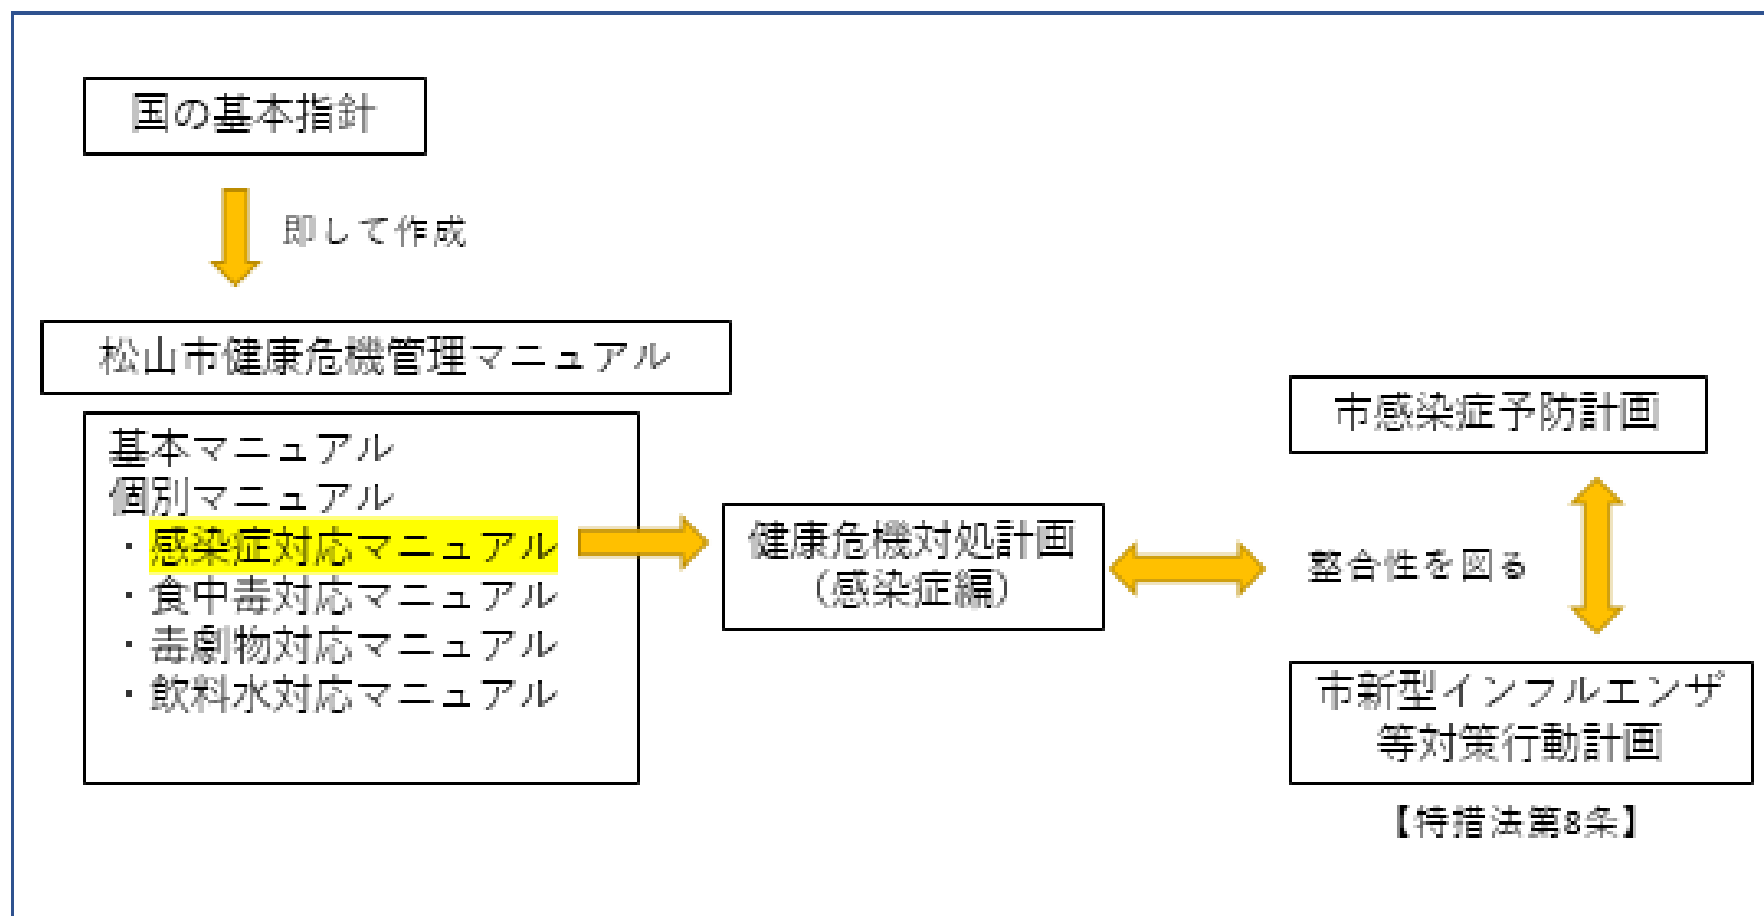 国の基本指針
即して作成
松山市健康危機管理マニュアル
基本マニュアル
個別マニュアル
・感染症対応マニュアル
・食中毒対応マニュアル
・毒劇物対応マニュアル
・飲料水対応マニュアル
健康危機対処計画
（感染症編）
市感染症予防計画
整合性を図る
市新型インフルエンザ
等対策行動計画
【特措法第8条】